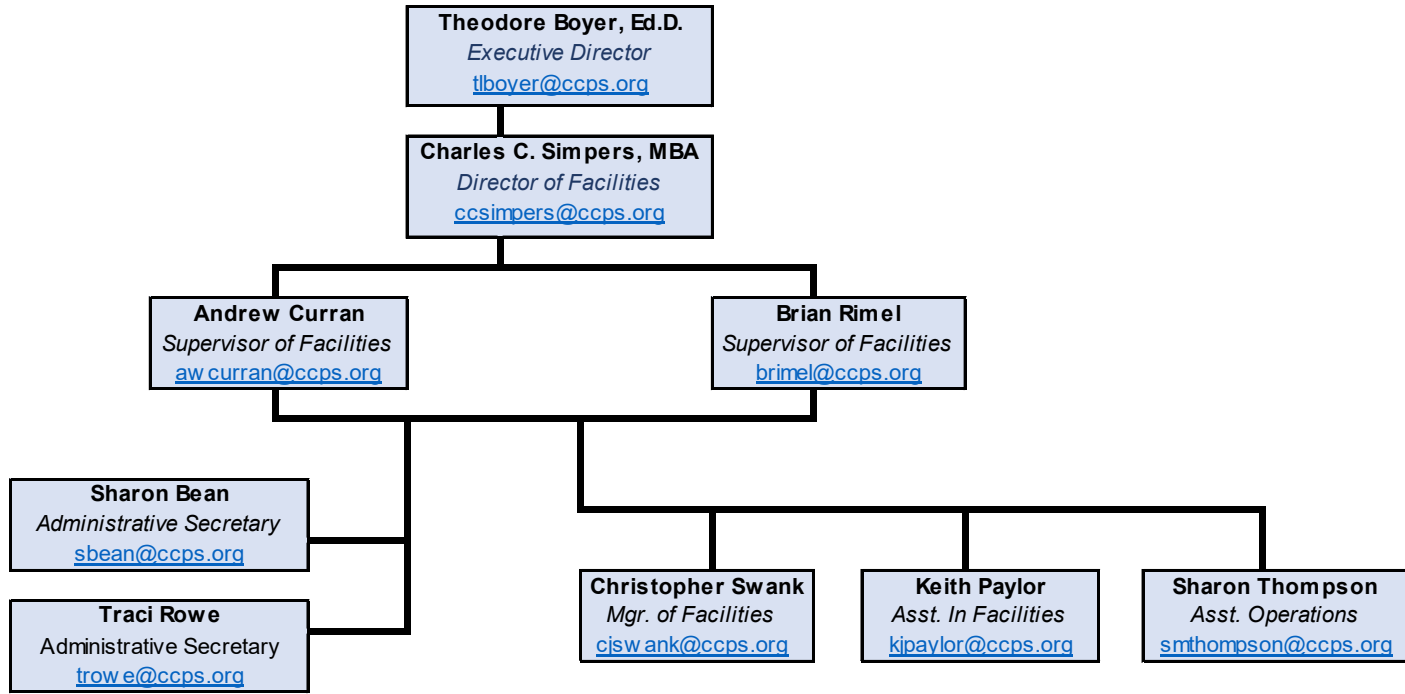 Theodore Boyer, Ed.D.
Executive Director
tlboyer@ccps.org
Charles C. Simpers, MBA
Director of Facilities
ccsimpers@ccps.org
Andrew Curran
Supervisor of Facilities
awcurran@ccps.org
Brian Rimel
Supervisor of Facilities
brimel@ccps.org
Sharon Bean
Administrative Secretary
sbean@ccps.org
Traci Rowe
Administrative Secretary
trowe@ccps.org
Christopher Swank
Mgr. of Facilities
cjswank@ccps.org
Keith Paylor
Asst. In Facilities
kjpaylor@ccps.org
Sharon Thompson
Asst. Operations
smthompson@ccps.org